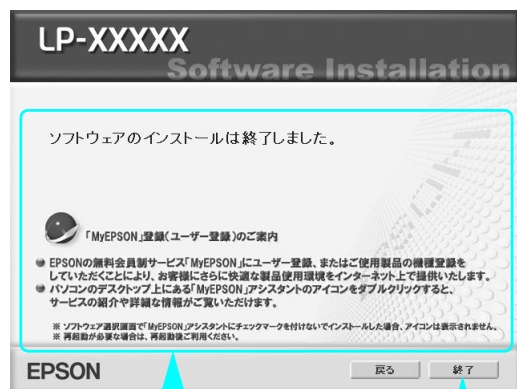 LP-XXXXX
Software Installation
ソフトウェアのインストールは終了しました。
「MyEPSON」登録(ユーザー登録)のご案内
EPSONの無料会員制サービス「MyEPSON」にユーザー登録、またはご使用製品の機種登録を
していただくことにより、お客様にさらに快適な製品使用環境をインターネット上で提供いたします。
パソコンのデスクトップ上にある「MyEPSON」アシスタントのアイコンをダブルクリックすると、
サービスの紹介や詳細な情報がご覧いただけます。
※ ソフトウェア選択画面で「MyEPSON」アシスタントにチェックマークを付けないでインストールした場合、アイコンは表示されません。
※ 再起動が必要な場合は、再起動後ご利用ください。
EPSON
戻る
終了